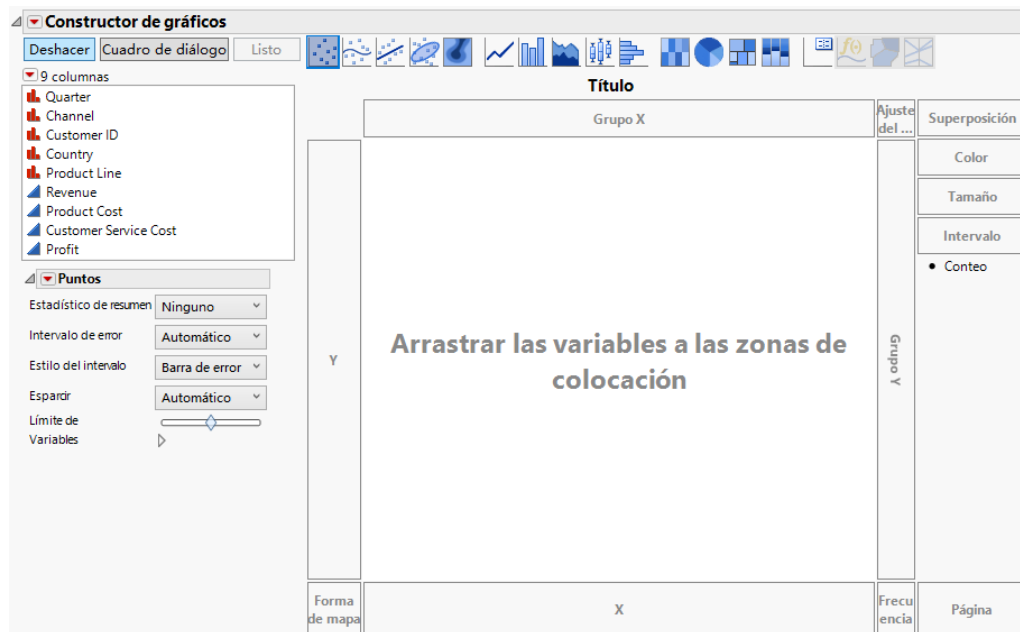 Constructor de gráficos
Deshacer Cuadro de diálogo Listo
9 columnas
Quarter
Channel
Customer ID
Country
Product Line
Revenue
Product Cost
Customer Service Cost
Profit
Puntos
Estadístico de resumen Ninguno
Intervalo de error Automático
Estilo del intervalo Barra de error
Esparcir Automático
Límite de
Variables
Título
Grupo X
Ajuste
del ...
Superposición
Color
Tamaño
Intervalo
Conteo
Y
Arrastrar las variables a las zonas de
colocación
Grupo Y
Forma
de mapa
X
Frecu
encia
Página